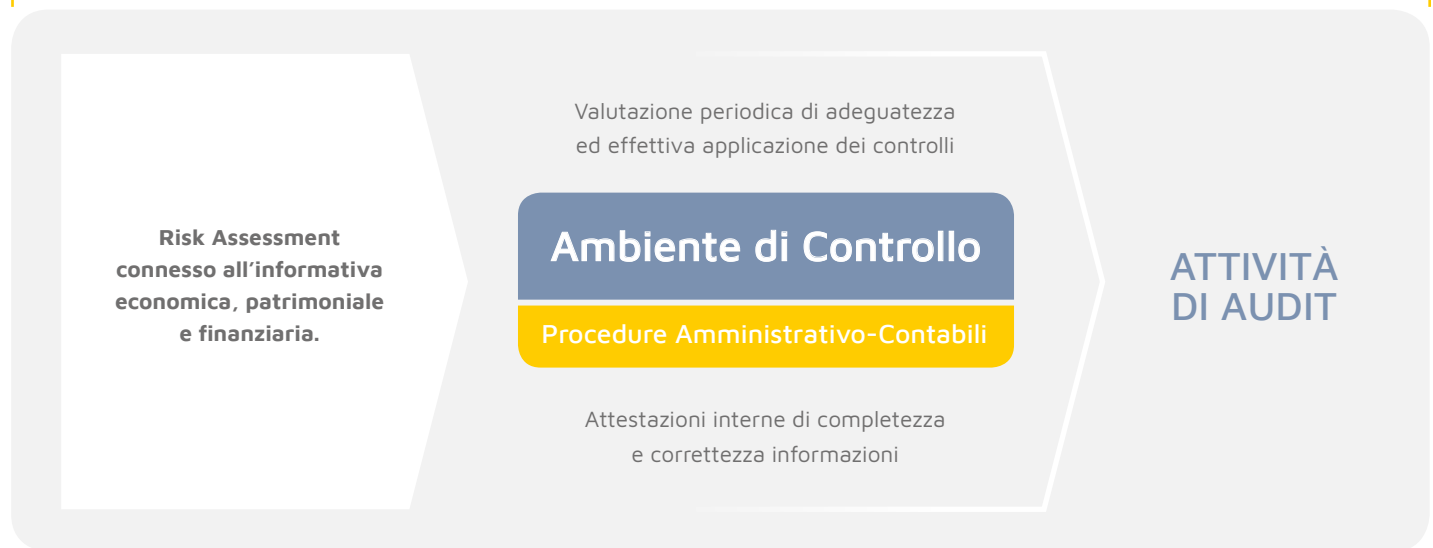 Risk Assessment
connesso all’informativa
economica, patrimoniale
e finanziaria.
Valutazione periodica di adeguatezza
ed effettiva applicazione dei controlli
Ambiente di Controllo
Procedure Amministrativo-Contabili
Attestazioni interne di completezza
e correttezza informazioni
ATTIVITÀ
DI AUDIT